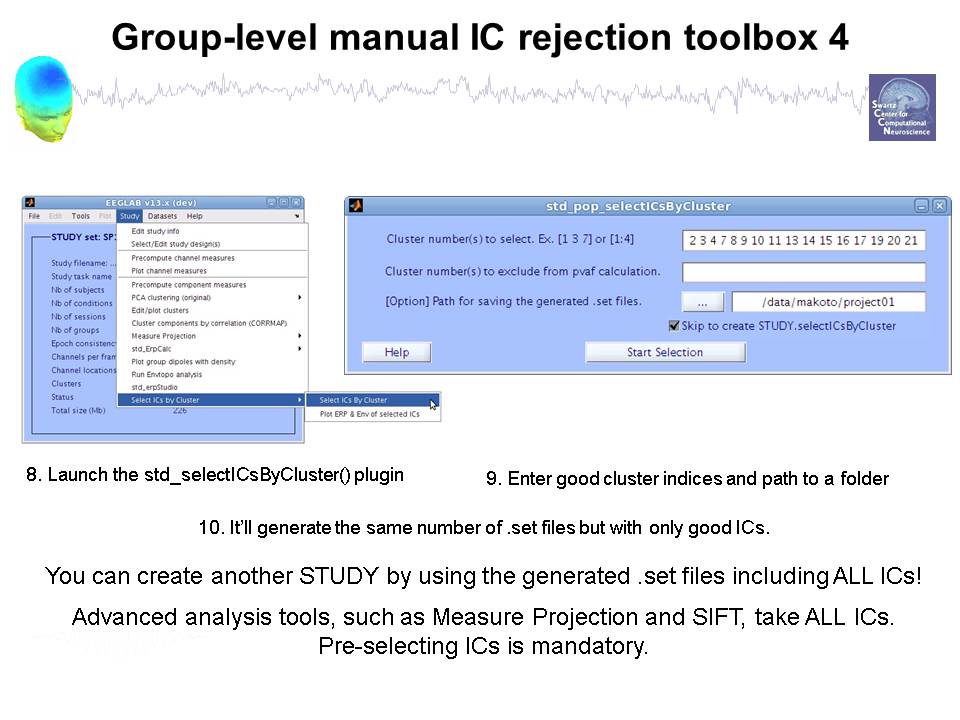 Group-level manual IC rejection toolbox 4
Swartz
Center for
Computational
Neuroscience
EEGLAB v13.x (dev)
File Edit Tools Plot Study Datasets Help
STUDY set: SP
Study filename: ...
Study task name
Nb of subjects
Nb of conditions
Nb of sessions
Nb of groups
Epoch consistenc
Channels per fram
Channel locations
Clusters
Status
Total size (Mb) 226
Edit study info
Select/Edit study design(s)
Precompute channel measures
Plot channel measures
Precompute component measures
PCA clustering (original)
Edit/plot clusters
Cluster components by correlation (CORRMAP)
Measure Projection
std_ErpCalc
Plot group dipoles with density
Run Envtopo analysis
std_erpStudio
Select ICs by Cluster
Select ICs By Cluster
Plot ERP & Env of selected ICs
std_pop_selectICsByCluster
Cluster number(s) to select. Ex. [1 3 7] or [1:4]
2 3 4 7 8 9 10 11 13 14 15 16 17 19 20 21
Cluster number(s) to exclude from pvaf calculation.
[Option] Path for saving the generated .set files.
...
/data/makoto/project01
Skip to create STUDY.selectICsByCluster
Help
Start Selection
8. Launch the std_selectICsByCluster() plugin
9. Enter good cluster indices and path to a folder
10. It'll generate the same number of .set files but with only good ICs.
You can create another STUDY by using the generated .set files including ALL ICs!
Advanced analysis tools, such as Measure Projection and SIFT, take ALL ICs.
Pre-selecting ICs is mandatory.